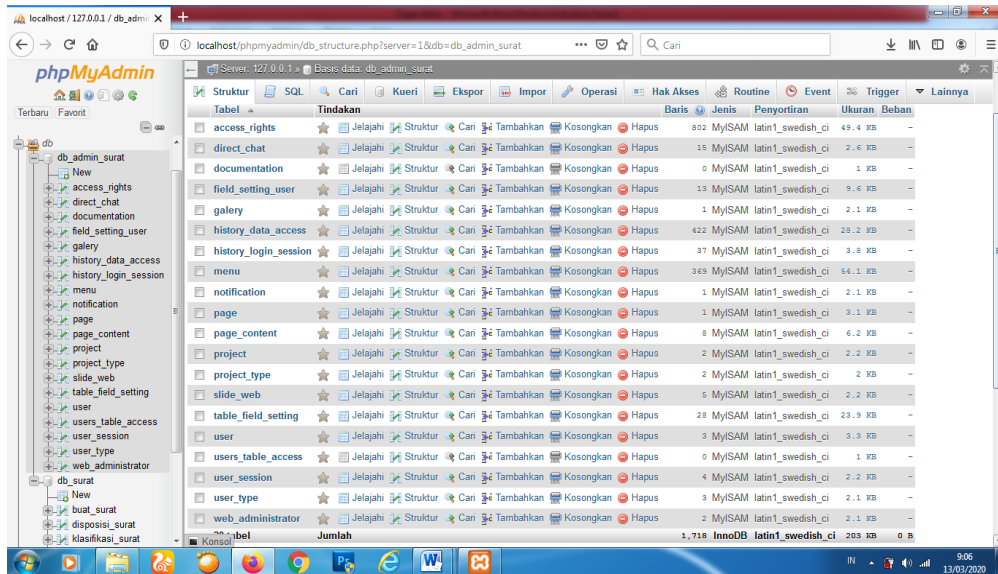 localhost / 127.0.0.1 / db_admi
localhost/phpmyadmin/db_structure.php?server=1&db=db_admin_surat
Cari
phpMyAdmin
Terbaru Favorit
db
db_admin_surat
New
access_rights
direct_chat
documentation
field_setting_user
galery
history_data_access
history_login_session
menu
notification
page
page_content
project
project_type
slide_web
table_field_setting
user
users_table_access
user_session
user_type
web_administrator
db_surat
New
buat_surat
disposisi_surat
klasifikasi_surat
Server: 127.0.0.1 » Basis data: db_admin_surat
Struktur SQL Cari Kueri Ekspor Impor Operasi Hak Akses Routine Event Trigger Lainnya
Tabel Tindakan Baris Jenis Penyortiran Ukuran Beban
access_rights Jelajahi Struktur Cari Tambahkan Kosongkan Hapus 802 MyISAM latin1_swedish_ci 49.4 KB -
direct_chat Jelajahi Struktur Cari Tambahkan Kosongkan Hapus 15 MyISAM latin1_swedish_ci 2.6 KB -
documentation Jelajahi Struktur Cari Tambahkan Kosongkan Hapus 0 MyISAM latin1_swedish_ci 1 KB -
field_setting_user Jelajahi Struktur Cari Tambahkan Kosongkan Hapus 13 MyISAM latin1_swedish_ci 9.6 KB -
galery Jelajahi Struktur Cari Tambahkan Kosongkan Hapus 1 MyISAM latin1_swedish_ci 2.1 KB -
history_data_access Jelajahi Struktur Cari Tambahkan Kosongkan Hapus 422 MyISAM latin1_swedish_ci 28.2 KB -
history_login_session Jelajahi Struktur Cari Tambahkan Kosongkan Hapus 37 MyISAM latin1_swedish_ci 3.8 KB -
menu Jelajahi Struktur Cari Tambahkan Kosongkan Hapus 369 MyISAM latin1_swedish_ci 54.1 KB -
notification Jelajahi Struktur Cari Tambahkan Kosongkan Hapus 1 MyISAM latin1_swedish_ci 2.1 KB -
page Jelajahi Struktur Cari Tambahkan Kosongkan Hapus 1 MyISAM latin1_swedish_ci 3.1 KB -
page_content Jelajahi Struktur Cari Tambahkan Kosongkan Hapus 8 MyISAM latin1_swedish_ci 6.2 KB -
project Jelajahi Struktur Cari Tambahkan Kosongkan Hapus 2 MyISAM latin1_swedish_ci 2.2 KB -
project_type Jelajahi Struktur Cari Tambahkan Kosongkan Hapus 2 MyISAM latin1_swedish_ci 2 KB -
slide_web Jelajahi Struktur Cari Tambahkan Kosongkan Hapus 5 MyISAM latin1_swedish_ci 2.2 KB -
table_field_setting Jelajahi Struktur Cari Tambahkan Kosongkan Hapus 28 MyISAM latin1_swedish_ci 23.9 KB -
user Jelajahi Struktur Cari Tambahkan Kosongkan Hapus 3 MyISAM latin1_swedish_ci 3.3 KB -
users_table_access Jelajahi Struktur Cari Tambahkan Kosongkan Hapus 0 MyISAM latin1_swedish_ci 1 KB -
user_session Jelajahi Struktur Cari Tambahkan Kosongkan Hapus 4 MyISAM latin1_swedish_ci 2.2 KB -
user_type Jelajahi Struktur Cari Tambahkan Kosongkan Hapus 3 MyISAM latin1_swedish_ci 2.1 KB -
web_administrator Jelajahi Struktur Cari Tambahkan Kosongkan Hapus 2 MyISAM latin1_swedish_ci 2.1 KB -
Jumlah 1,718 InnoDB latin1_swedish_ci 203 KB 0 B
Konsol
IN
9:06
13/03/2020